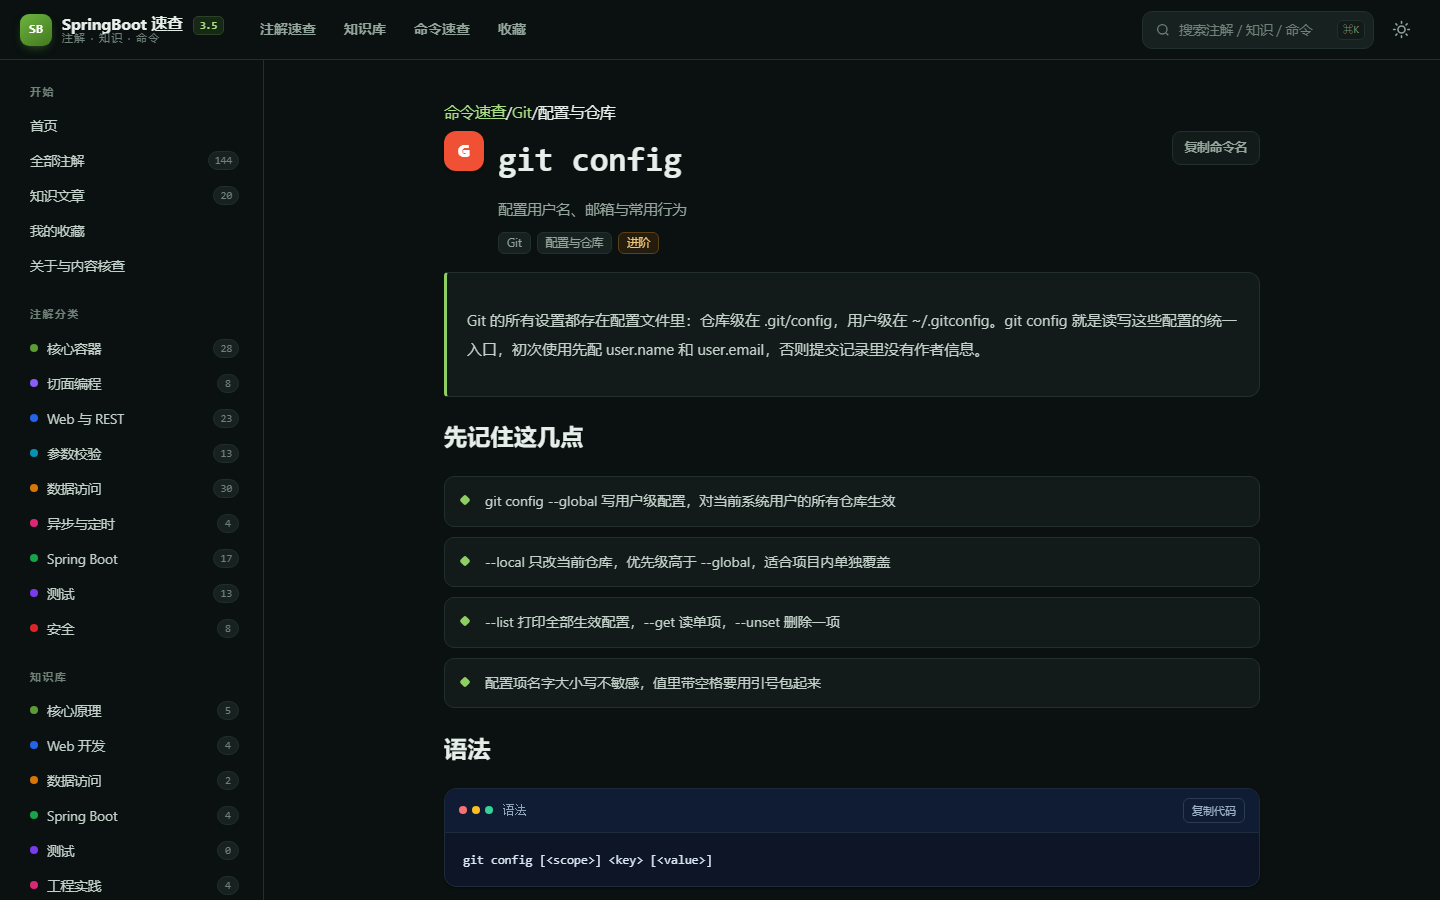 SB
SpringBoot 速查
3.5
注解 · 知识 · 命令
注解速查
知识库
命令速查
收藏
搜索注解 / 知识 / 命令
⌘K
开始
首页
全部注解 144
知识文章 20
我的收藏
关于与内容核查
注解分类
核心容器 28
切面编程 8
Web 与 REST 23
参数校验 13
数据访问 30
异步与定时 4
Spring Boot 17
测试 13
安全 8
知识库
核心原理 5
Web 开发 4
数据访问 2
Spring Boot 4
测试 0
工程实践 4
命令速查/Git/配置与仓库
G
git config
复制命令名
配置用户名、邮箱与常用行为
Git
配置与仓库
进阶
Git 的所有设置都存在配置文件里：仓库级在 .git/config，用户级在 ~/.gitconfig。git config 就是读写这些配置的统一
入口，初次使用先配 user.name 和 user.email，否则提交记录里没有作者信息。
先记住这几点
git config --global 写用户级配置，对当前系统用户的所有仓库生效
--local 只改当前仓库，优先级高于 --global，适合项目内单独覆盖
--list 打印全部生效配置，--get 读单项，--unset 删除一项
配置项名字大小写不敏感，值里带空格要用引号包起来
语法
语法
复制代码
git config [<scope>] <key> [<value>]